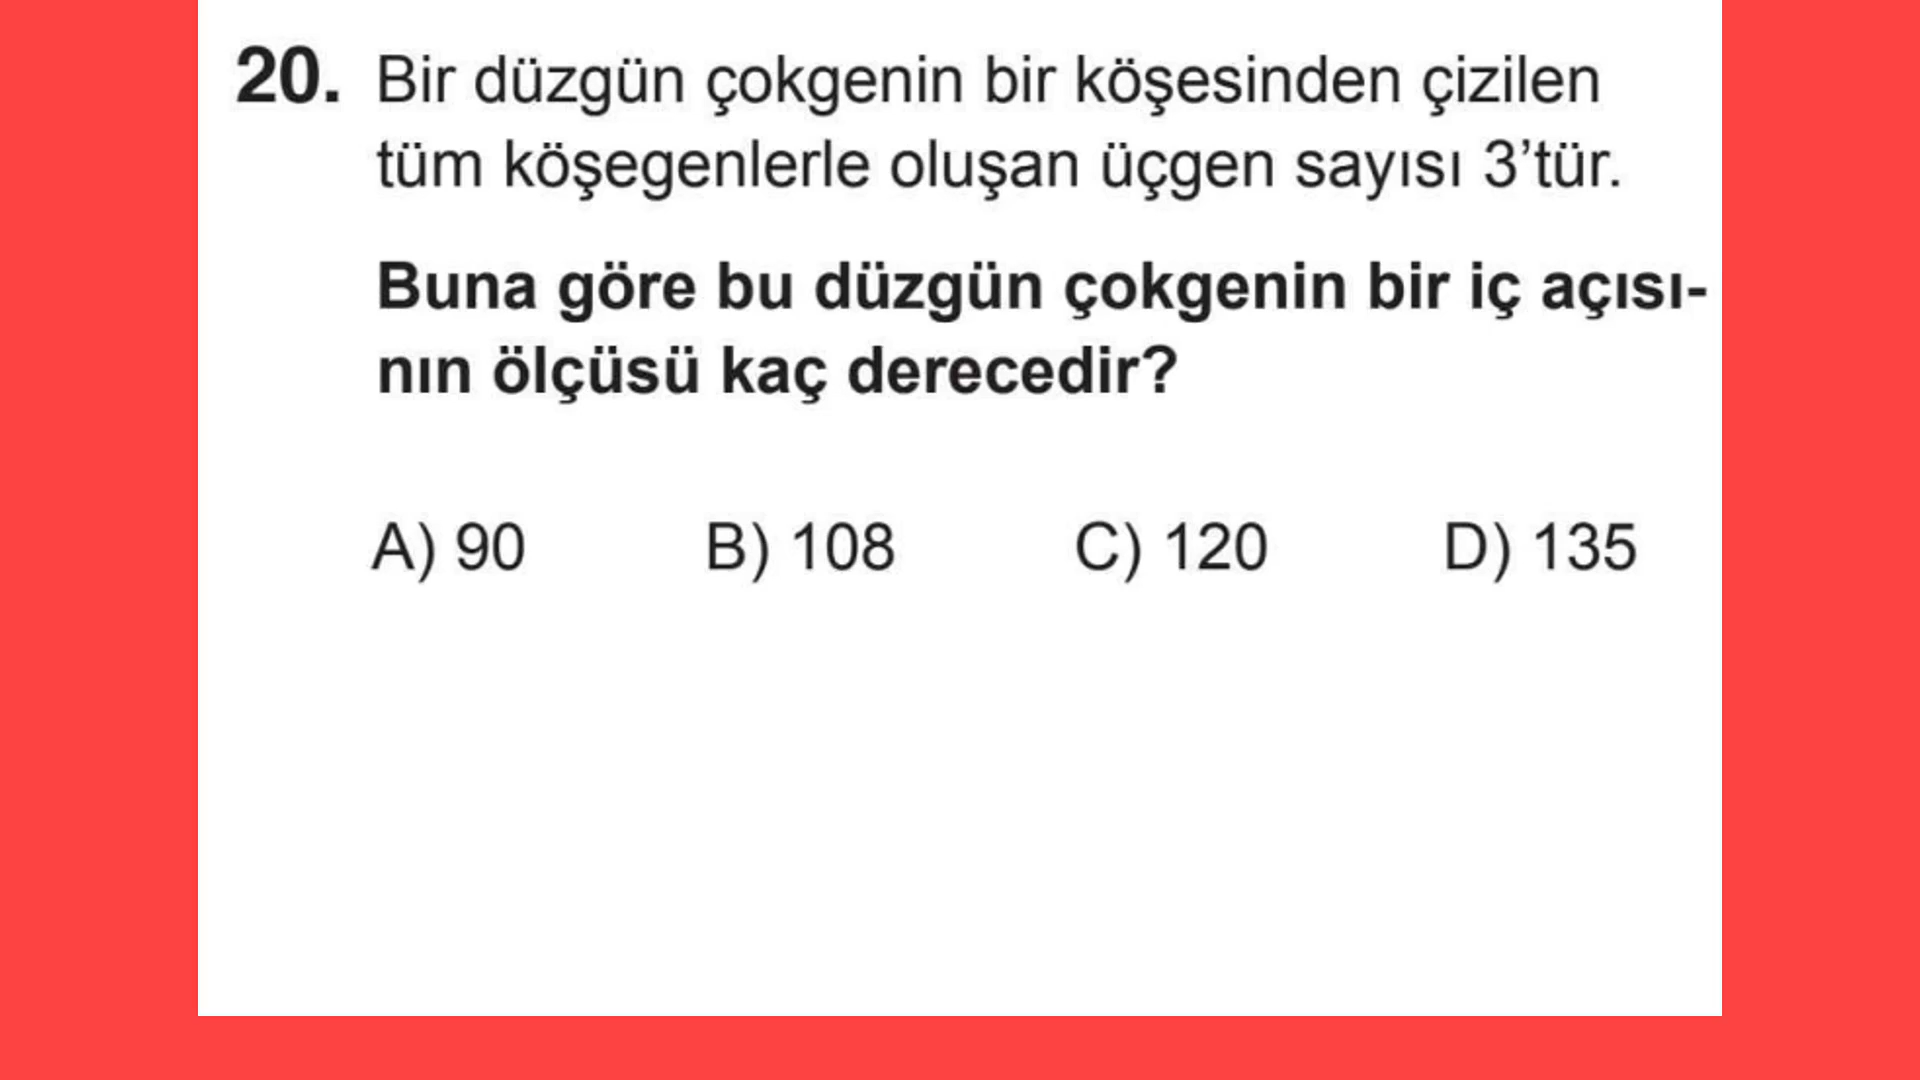 20. Bir düzgün çokgenin bir köşesinden çizilen
tüm köşegenlerle oluşan üçgen sayısı 3’tür.
Buna göre bu düzgün çokgenin bir iç açısı-
nın ölçüsü kaç derecedir?
A) 90 B) 108 C) 120 D) 135